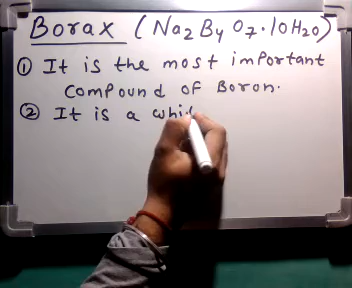 Borax (Na2B4O7.10H2O)
① It is the most important
compound of Boron.
② It is a whi